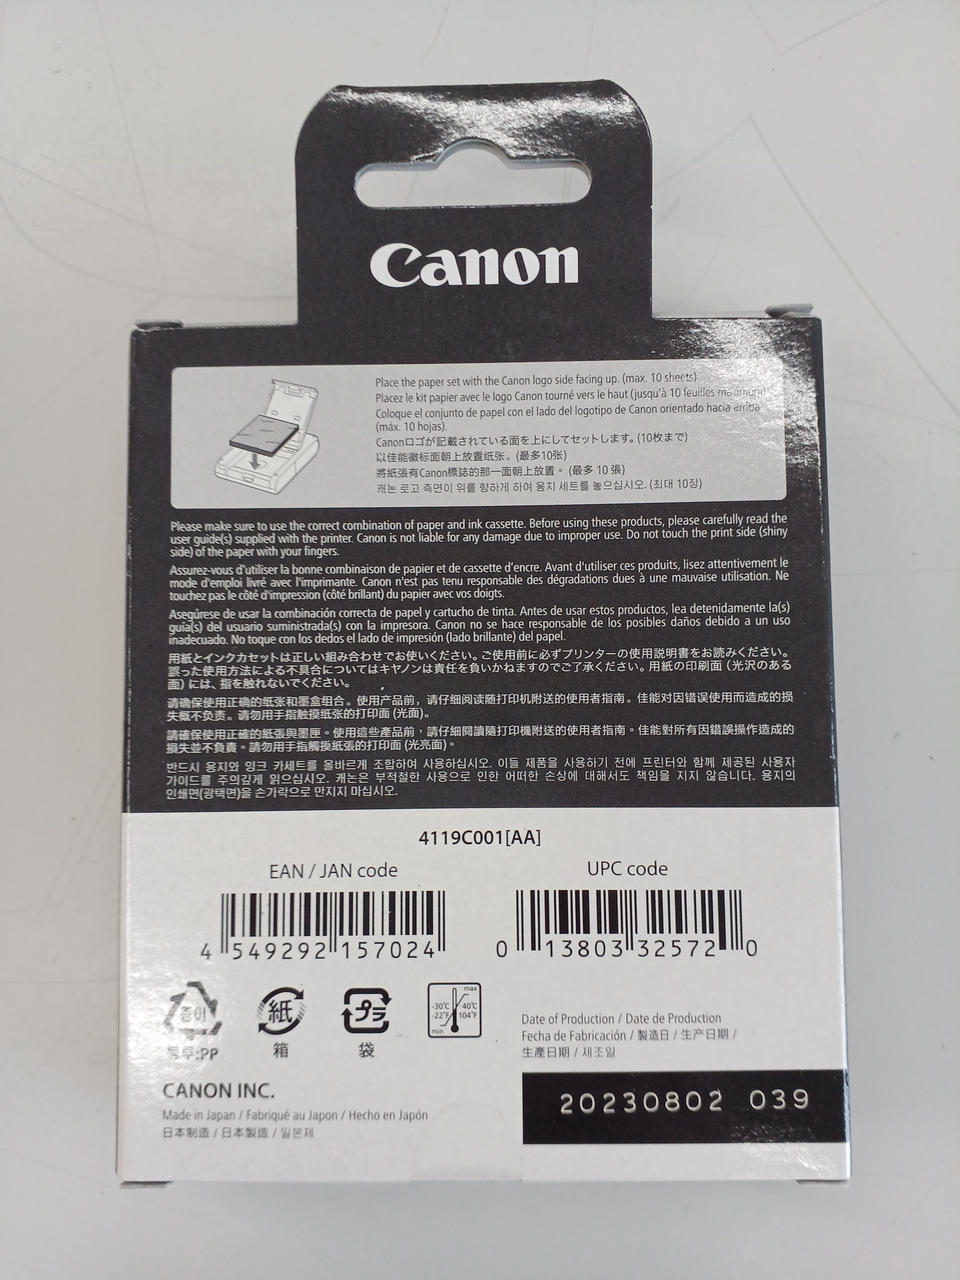 Canon
Place the paper set with the Canon logo side facing up. (max. 10 sheets)
Placez le kit papier avec le logo Canon tourné vers le haut (jusqu'à 10 feuilles maximum)
Coloque el conjunto de papel con el lado del logotipo de Canon orientado hacia arriba
(máx. 10 hojas).
Canonロゴが記載されている面を上にしてセットします。(10枚まで)
以佳能徽标面朝上放置纸张。(最多10张)
將紙張有Canon標誌的那一面朝上放置。(最多 10 張)
캐논 로고 측면이 위를 향하게 하여 용지 세트를 놓으십시오. (최대 10장)
Please make sure to use the correct combination of paper and ink cassette. Before using these products, please carefully read the
user guide(s) supplied with the printer. Canon is not liable for any damage due to improper use. Do not touch the print side (shiny
side) of the paper with your fingers.
Assurez-vous d'utiliser la bonne combinaison de papier et de cassette d'encre. Avant d'utiliser ces produits, lisez attentivement le
mode d'emploi livré avec l'imprimante. Canon n'est pas tenu responsable des dégradations dues à une mauvaise utilisation. Ne
touchez pas le côté d'impression (côté brillant) du papier avec vos doigts.
Asegúrese de usar la combinación correcta de papel y cartucho de tinta. Antes de usar estos productos, lea detenidamente la(s)
guía(s) del usuario suministrada(s) con la impresora. Canon no se hace responsable de los posibles daños debido a un uso
inadecuado. No toque con los dedos el lado de impresión (lado brillante) del papel.
用紙とインクカセットは正しい組み合わせでお使いください。ご使用前に必ずプリンターの使用説明書をお読みください。
誤った使用方法による不具合についてはキヤノンは責任を負いかねますのでご了承ください。用紙の印刷面 (光沢のある
面) には、指を触れないでください。
请确保使用正确的纸张和墨盒组合。使用产品前，请仔细阅读随打印机附送的使用者指南。佳能对因错误使用而造成的损
失概不负责。请勿用手指触摸纸张的打印面 (光面)。
請確保使用正確的紙張與墨匣。使用這些產品前，請仔細閱讀隨打印機附送的使用者指南。佳能對所有因錯誤操作造成的
損失並不負責。請勿用手指觸摸紙張的打印面 (光亮面)。
반드시 용지와 잉크 카세트를 올바르게 조합하여 사용하십시오. 이들 제품을 사용하기 전에 프린터와 함께 제공된 사용자
가이드를 주의깊게 읽으십시오. 캐논은 부적절한 사용으로 인한 어떠한 손상에 대해서도 책임을 지지 않습니다. 용지의
인쇄면(광택면)을 손가락으로 만지지 마십시오.
4119C001[AA]
EAN / JAN code
UPC code
4 549292 157024
0 13803 32572 0
종이
봉투:PP
紙
箱
プラ
袋
max
-30℃ 40℃
-22℉ 104℉
min
Date of Production / Date de Production
Fecha de Fabricación / 製造日 / 生产日期 /
生產日期 / 제조일
20230802 039
CANON INC.
Made in Japan / Fabriqué au Japon / Hecho en Japón
日本制造 / 日本製造 / 일본제